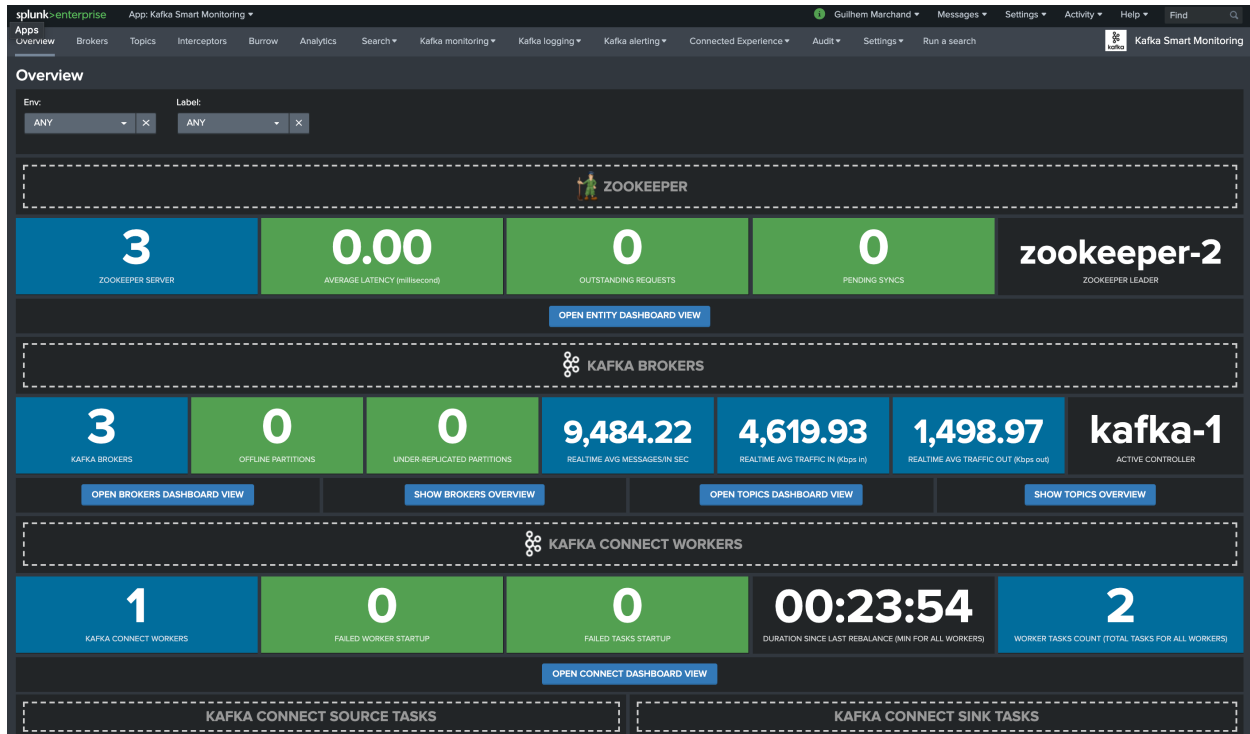 splunk>enterprise App: Kafka Smart Monitoring i Guilhem Marchand Messages Settings Activity Help Find
Apps
Overview Brokers Topics Interceptors Burrow Analytics Search Kafka monitoring Kafka logging Kafka alerting Connected Experience Audit Settings Run a search kafka Kafka Smart Monitoring
Overview
Env: Label:
ANY ANY
ZOOKEEPER
3 0.00 0 0 zookeeper-2
ZOOKEEPER SERVER AVERAGE LATENCY (millisecond) OUTSTANDING REQUESTS PENDING SYNCS ZOOKEEPER LEADER
OPEN ENTITY DASHBOARD VIEW
KAFKA BROKERS
3 0 0 9,484.22 4,619.93 1,498.97 kafka-1
KAFKA BROKERS OFFLINE PARTITIONS UNDER-REPLICATED PARTITIONS REALTIME AVG MESSAGES/IN SEC REALTIME AVG TRAFFIC IN (Kbps in) REALTIME AVG TRAFFIC OUT (Kbps out) ACTIVE CONTROLLER
OPEN BROKERS DASHBOARD VIEW SHOW BROKERS OVERVIEW OPEN TOPICS DASHBOARD VIEW SHOW TOPICS OVERVIEW
KAFKA CONNECT WORKERS
1 0 0 00:23:54 2
KAFKA CONNECT WORKERS FAILED WORKER STARTUP FAILED TASKS STARTUP DURATION SINCE LAST REBALANCE (MIN FOR ALL WORKERS) WORKER TASKS COUNT (TOTAL TASKS FOR ALL WORKERS)
OPEN CONNECT DASHBOARD VIEW
KAFKA CONNECT SOURCE TASKS KAFKA CONNECT SINK TASKS